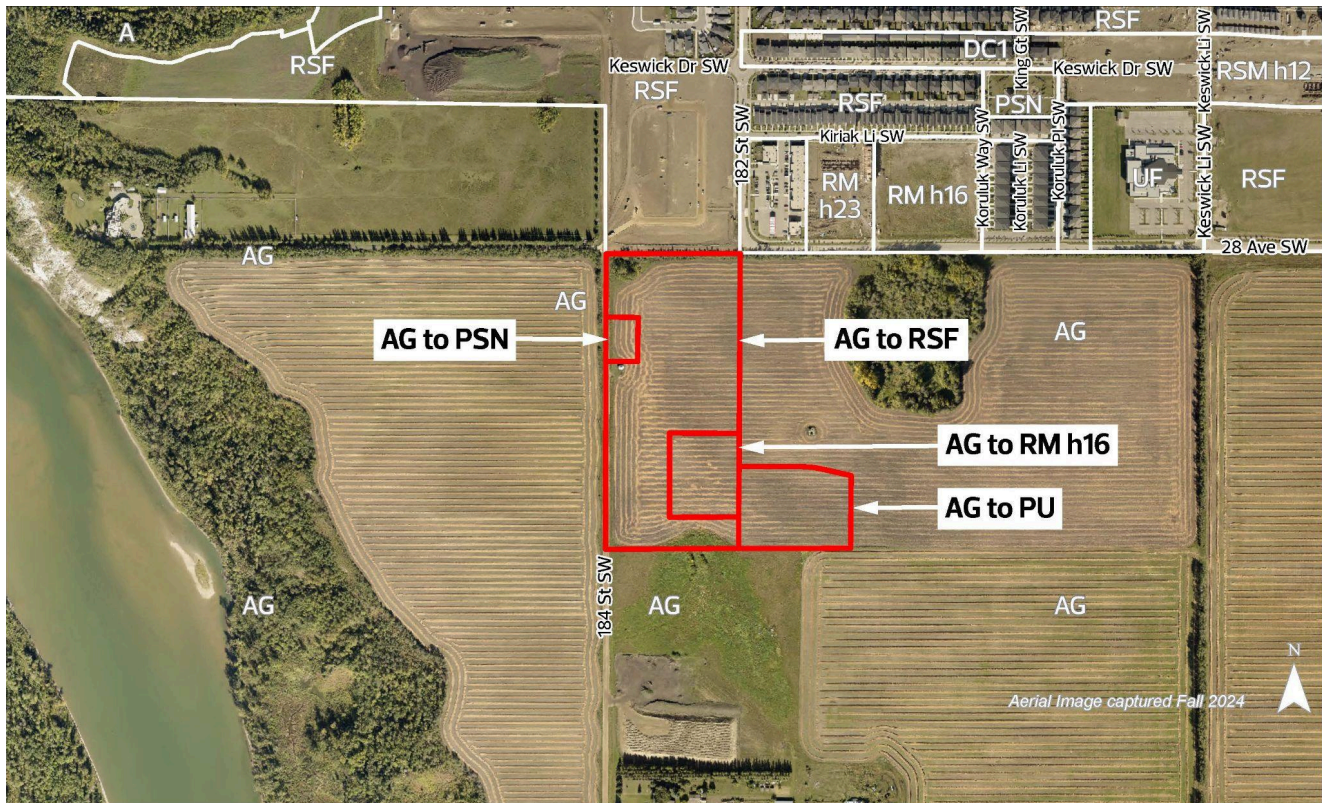 A
RSF
Keswick Dr SW
RSF
182 St SW
DC1
RSF
King Gt SW
Keswick Dr SW
Keswick Li SW
RSM h12
RSF
PSN
Kiriak Li SW
RM
h23
RM h16
Koruluk Way SW
Koruluk Li SW
Koruluk Pl SW
UF
Keswick Li SW
RSF
28 Ave SW
AG
AG
AG
AG to PSN
AG to RSF
AG to RM h16
AG to PU
184 St SW
AG
AG
AG
N
Aerial Image captured Fall 2024